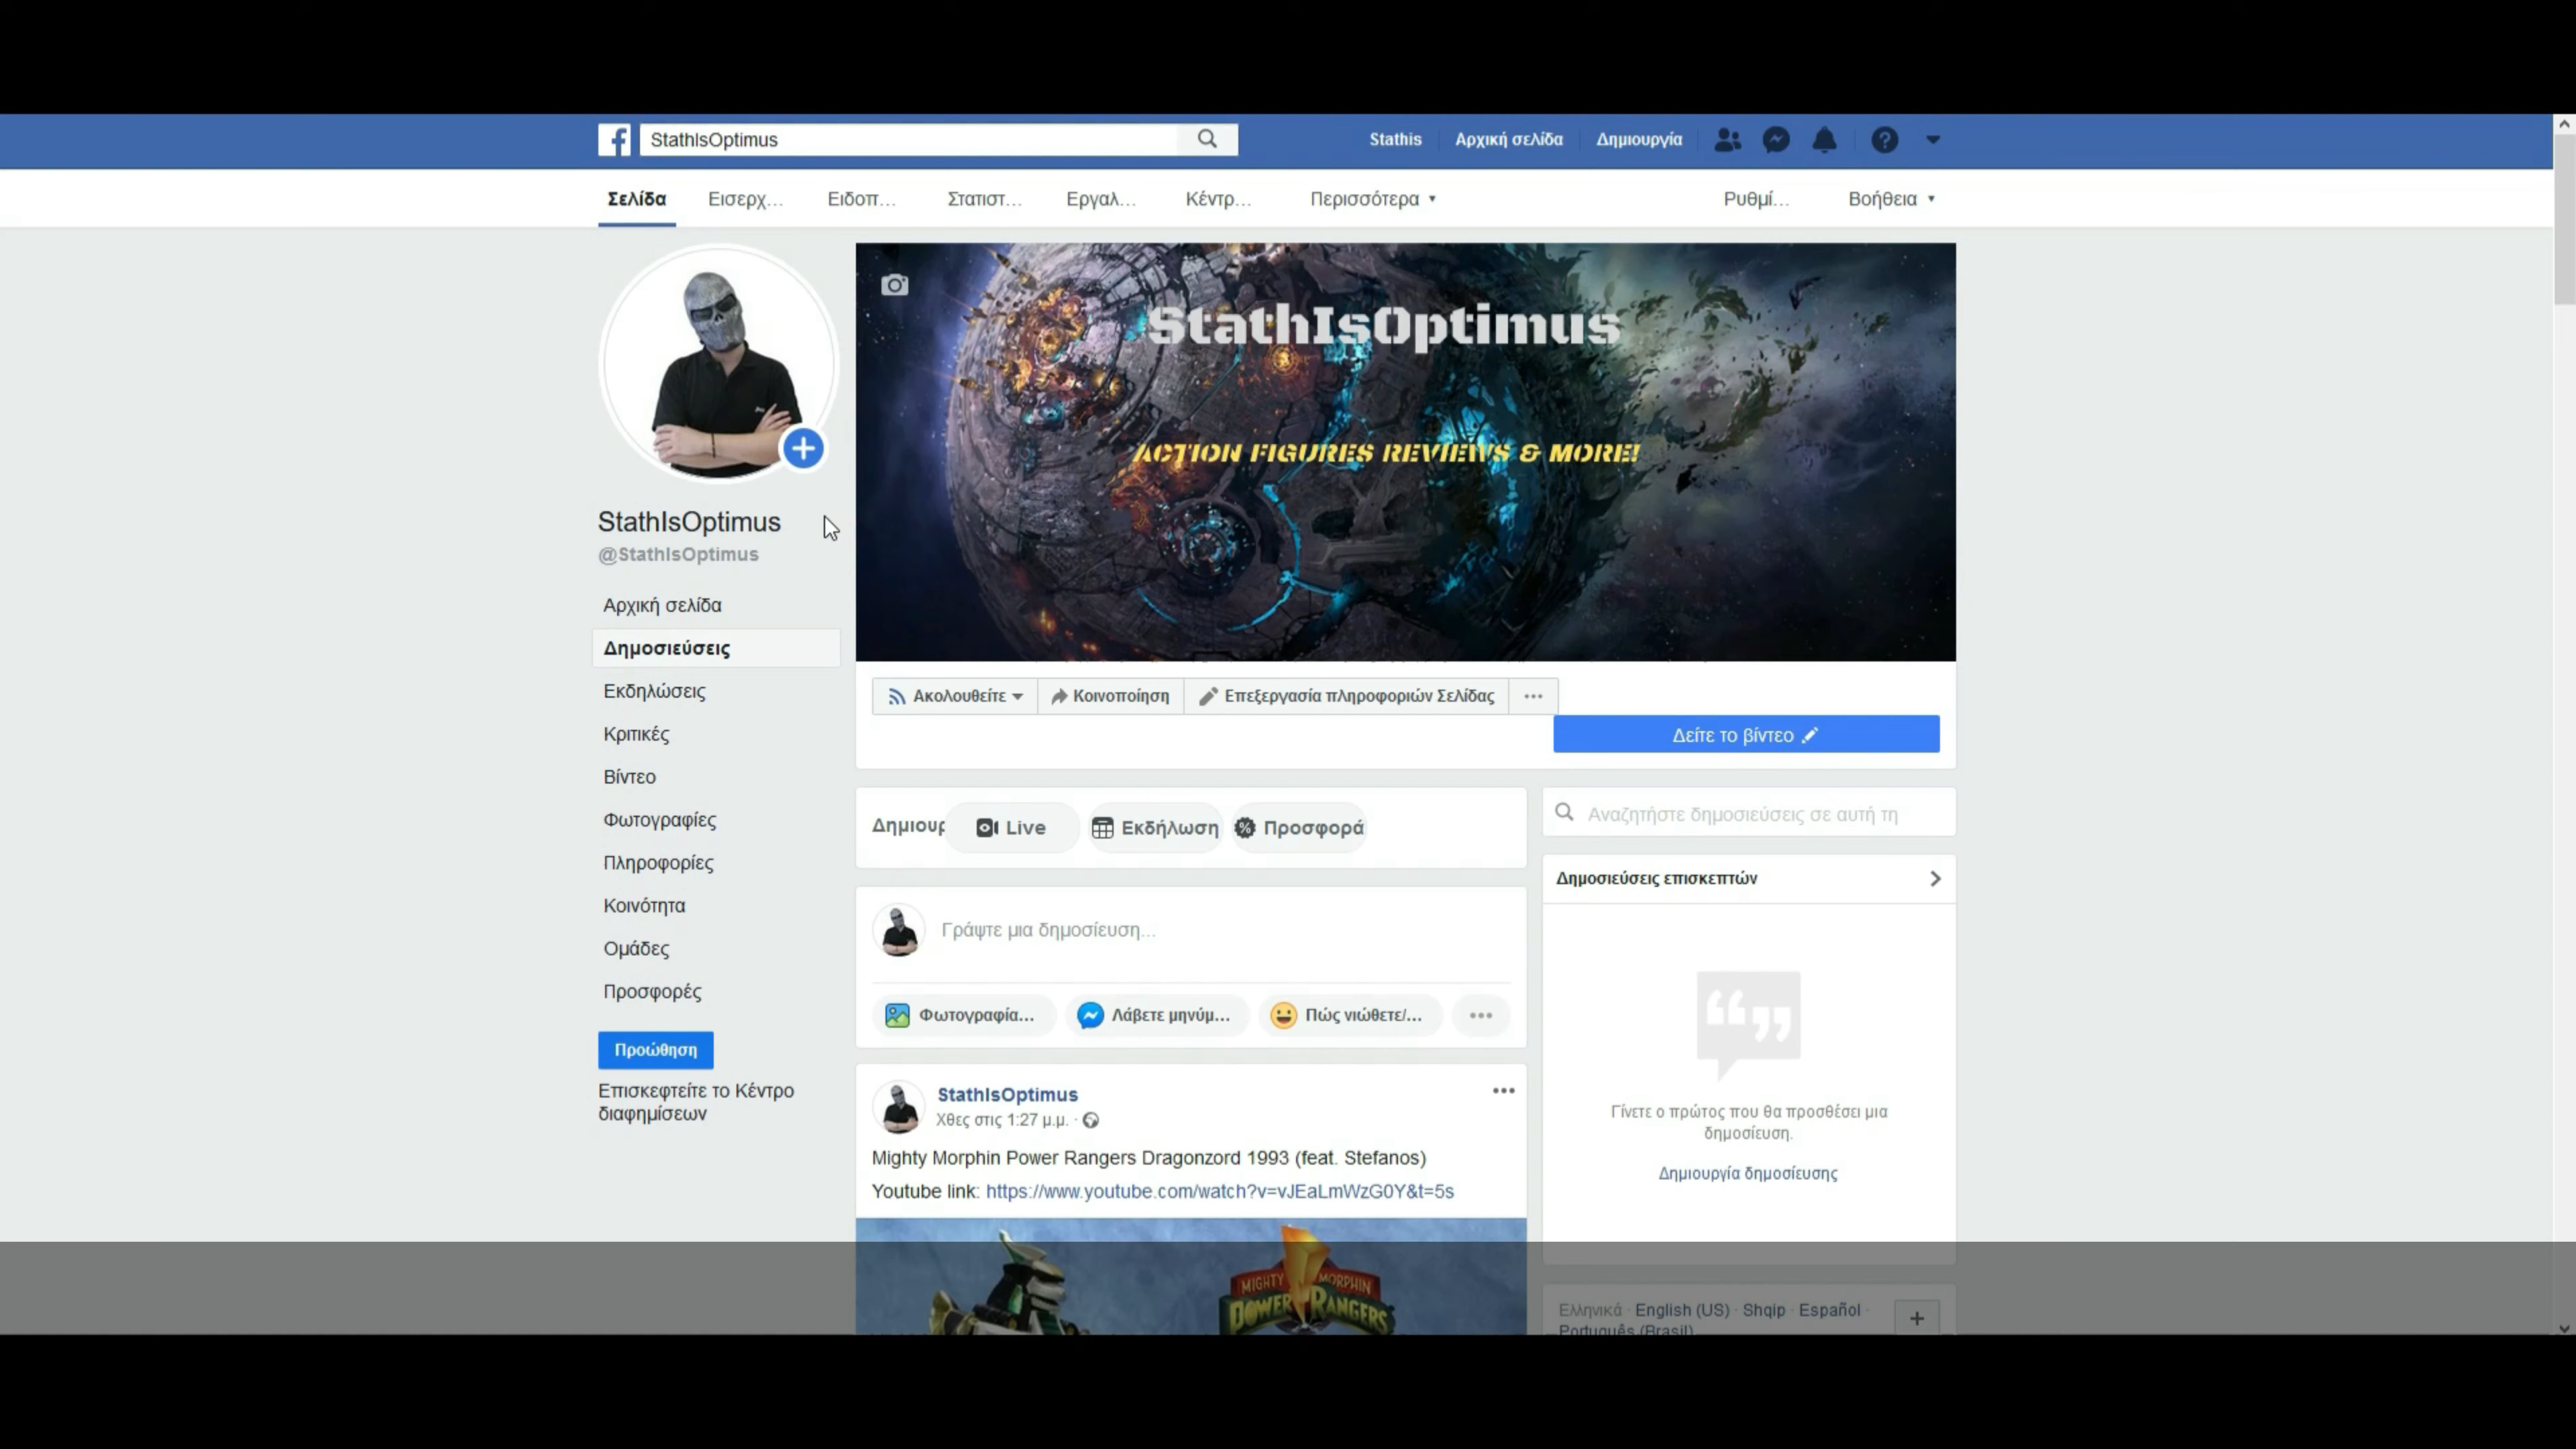 StathIsOptimus
Stathis
Αρχική σελίδα
Δημιουργία
Σελίδα
Εισερχ...
Ειδοπ...
Στατιστ...
Εργαλ...
Κέντρ...
Περισσότερα
Ρυθμί...
Βοήθεια
StathIsOptimus
ACTION FIGURES REVIEWS & MORE!
StathIsOptimus
@StathIsOptimus
Αρχική σελίδα
Δημοσιεύσεις
Εκδηλώσεις
Κριτικές
Βίντεο
Φωτογραφίες
Πληροφορίες
Κοινότητα
Ομάδες
Προσφορές
Προώθηση
Επισκεφτείτε το Κέντρο
διαφημίσεων
Ακολουθείτε
Κοινοποίηση
Επεξεργασία πληροφοριών Σελίδας
Δείτε το βίντεο
Δημιουρ
Live
Εκδήλωση
Προσφορά
Γράψτε μια δημοσίευση...
Φωτογραφία...
Λάβετε μηνύμ...
Πώς νιώθετε/...
StathIsOptimus
Χθες στις 1:27 μ.μ. ·
Mighty Morphin Power Rangers Dragonzord 1993 (feat. Stefanos)
Youtube link: https://www.youtube.com/watch?v=vJEaLmWzG0Y&t=5s
MIGHTY MORPHIN
POWER RANGERS
Αναζητήστε δημοσιεύσεις σε αυτή τη
Δημοσιεύσεις επισκεπτών
Γίνετε ο πρώτος που θα προσθέσει μια
δημοσίευση.
Δημιουργία δημοσίευσης
Ελληνικά · English (US) · Shqip · Español ·
Português (Brasil)